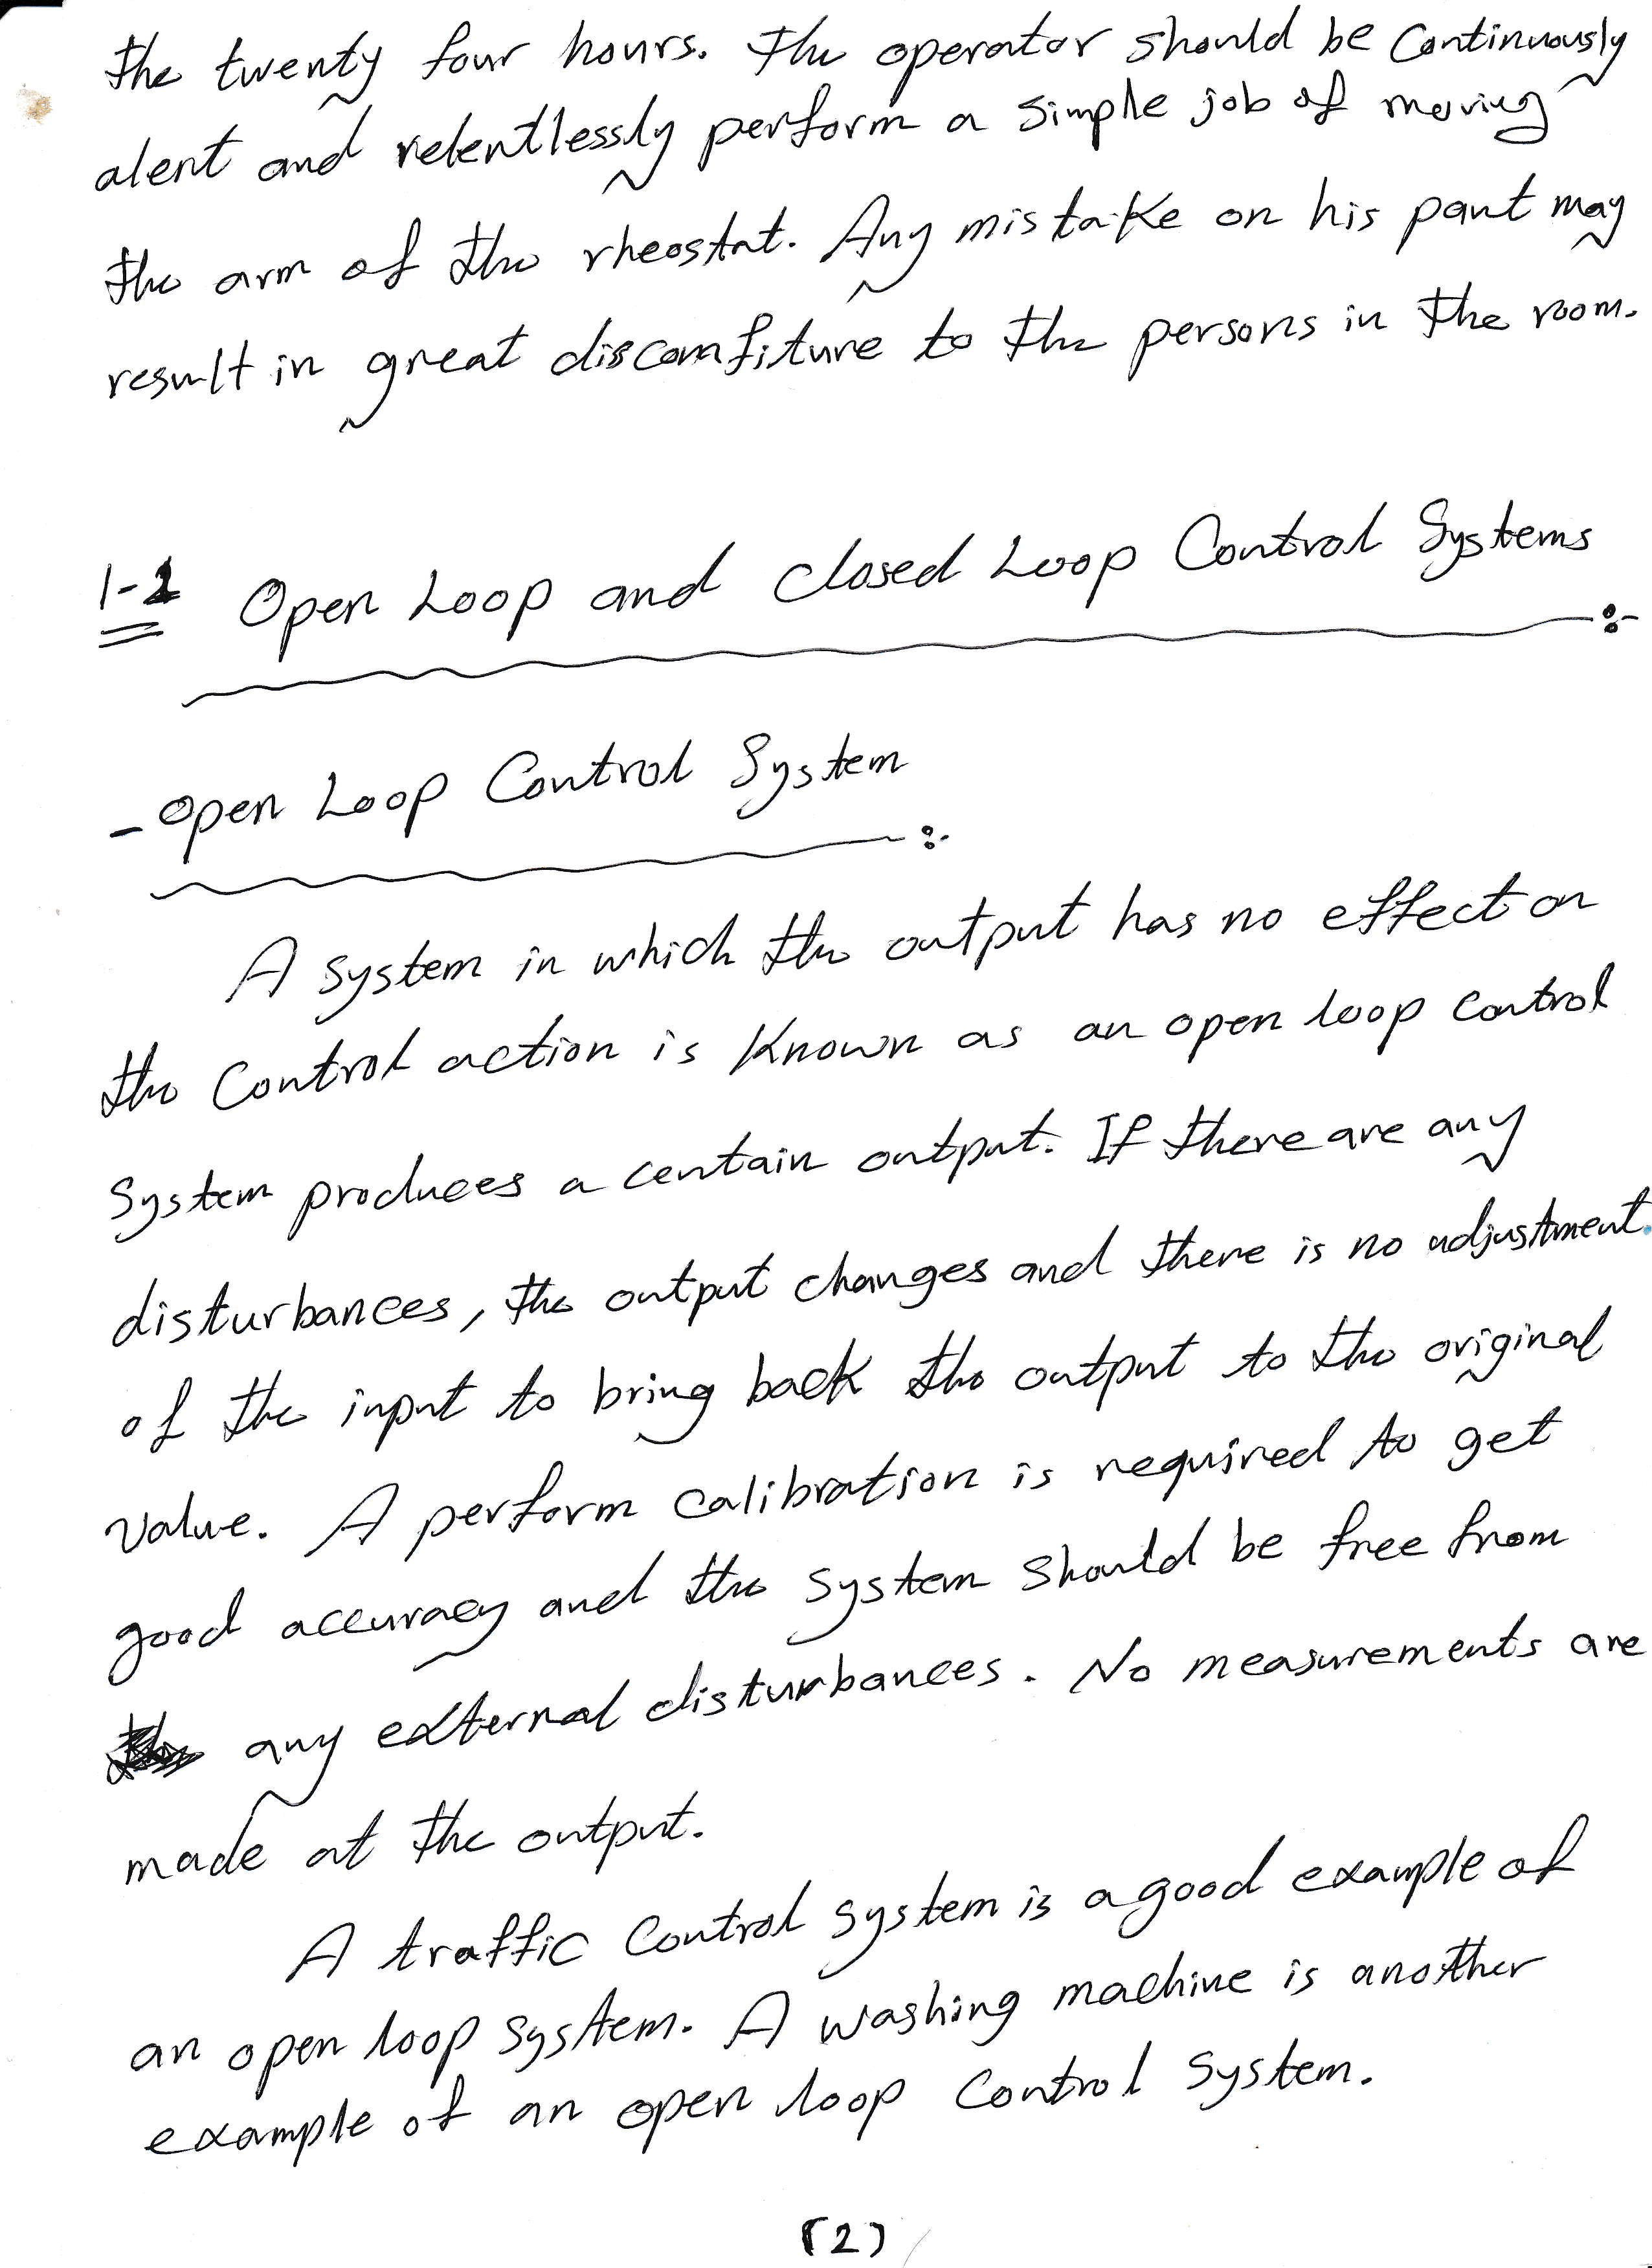 the twenty four hours. The operator should be continuously
alert and relentlessly perform a simple job of moving
the arm of the rheostat. Any mistake on his part may
result in great discomfiture to the persons in the room.
1-2 Open Loop and Closed Loop Control Systems :-
- Open Loop Control System :-
A system in which the output has no effect on
the control action is known as an open loop control
system produces a certain output. If there are any
disturbances, the output changes and there is no adjustment.
of the input to bring back the output to the original
value. A perform calibration is required to get
good accuracy and the system should be free from
any external disturbances. No measurements are
made at the output.
A traffic control system is a good example of
an open loop system. A washing machine is another
example of an open loop control system.
(2)